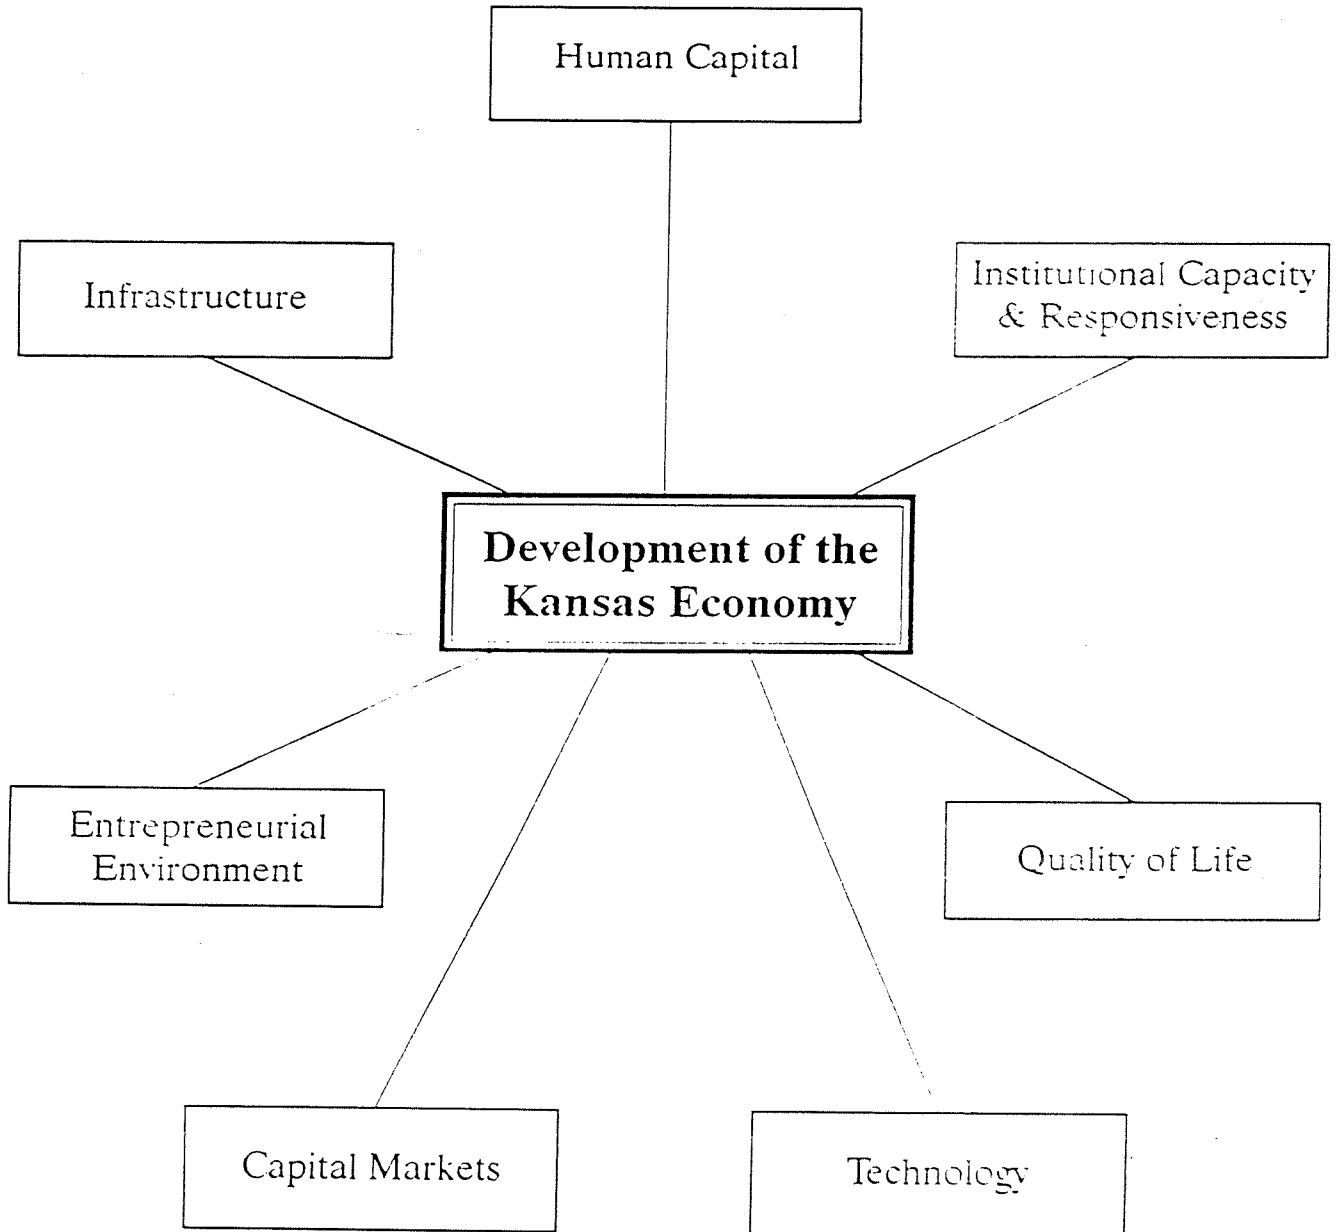 Human Capital
Infrastructure
Institutional Capacity
& Responsiveness
Development of the
Kansas Economy
Entrepreneurial
Environment
Quality of Life
Capital Markets
Technology